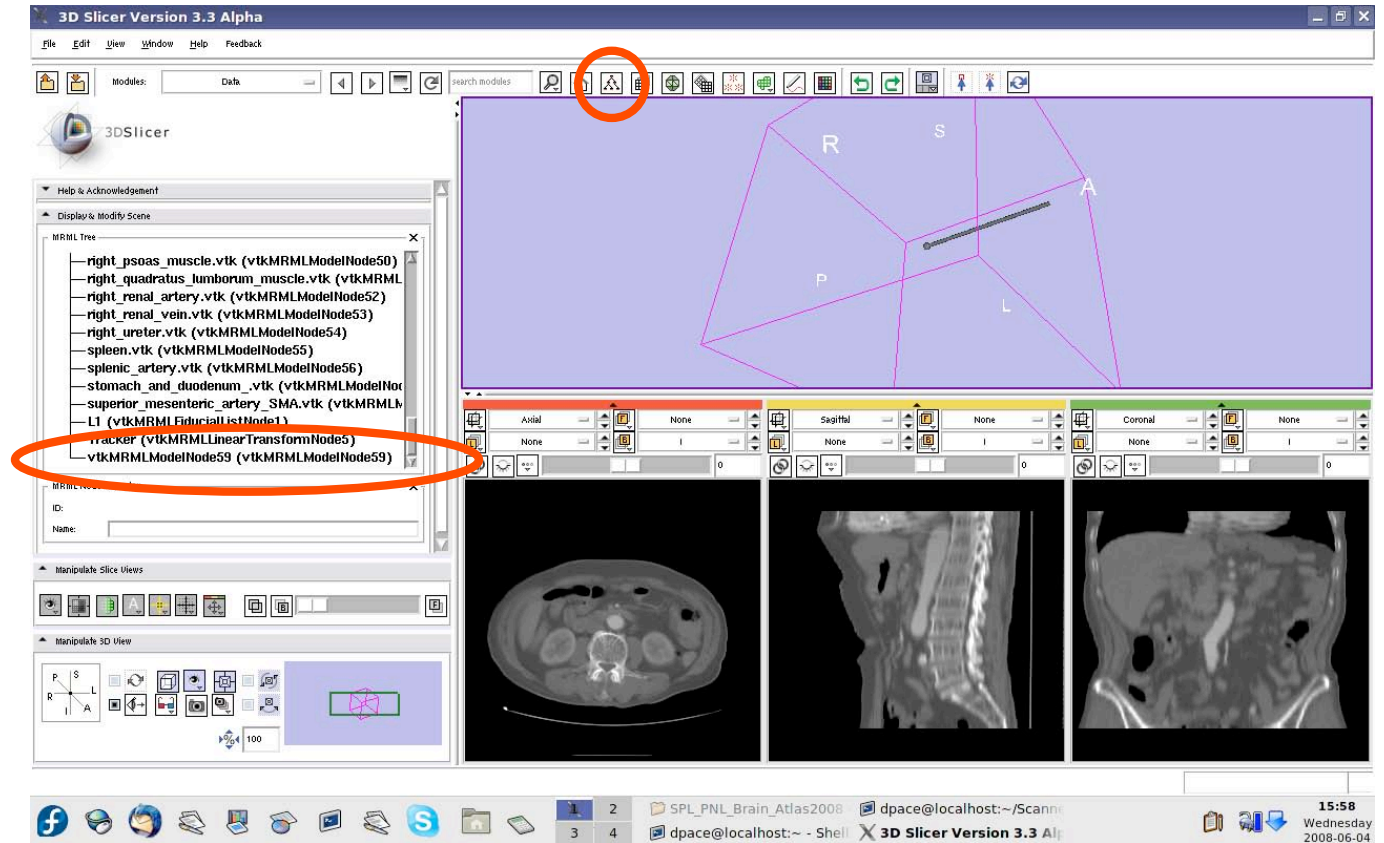 3D Slicer Version 3.3 Alpha
File Edit View Window Help Feedback
Modules: Data search modules
3DSlicer
Help & Acknowledgement
Display & Modify Scene
MRML Tree
right_psoas_muscle.vtk (vtkMRMLModelNode50)
right_quadratus_lumborum_muscle.vtk (vtkMRML
right_renal_artery.vtk (vtkMRMLModelNode52)
right_renal_vein.vtk (vtkMRMLModelNode53)
right_ureter.vtk (vtkMRMLModelNode54)
spleen.vtk (vtkMRMLModelNode55)
splenic_artery.vtk (vtkMRMLModelNode56)
stomach_and_duodenum_.vtk (vtkMRMLModelNo
superior_mesenteric_artery_SMA.vtk (vtkMRML
L1 (vtkMRMLFiducialListNode1)
Tracker (vtkMRMLLinearTransformNode5)
vtkMRMLModelNode59 (vtkMRMLModelNode59)
ID:
Name:
Manipulate Slice Views
A B F
Manipulate 3D View
P S
R L
I A
% 100
R S
A
P
L
Axial F None
L None B I
0
Sagittal F None
L None B I
0
Coronal F None
L None B I
0
1 2 SPL_PNL_Brain_Atlas2008 dpace@localhost:~/Scann
3 4 dpace@localhost:~ - Shell 3D Slicer Version 3.3 Al
15:58
Wednesday
2008-06-04